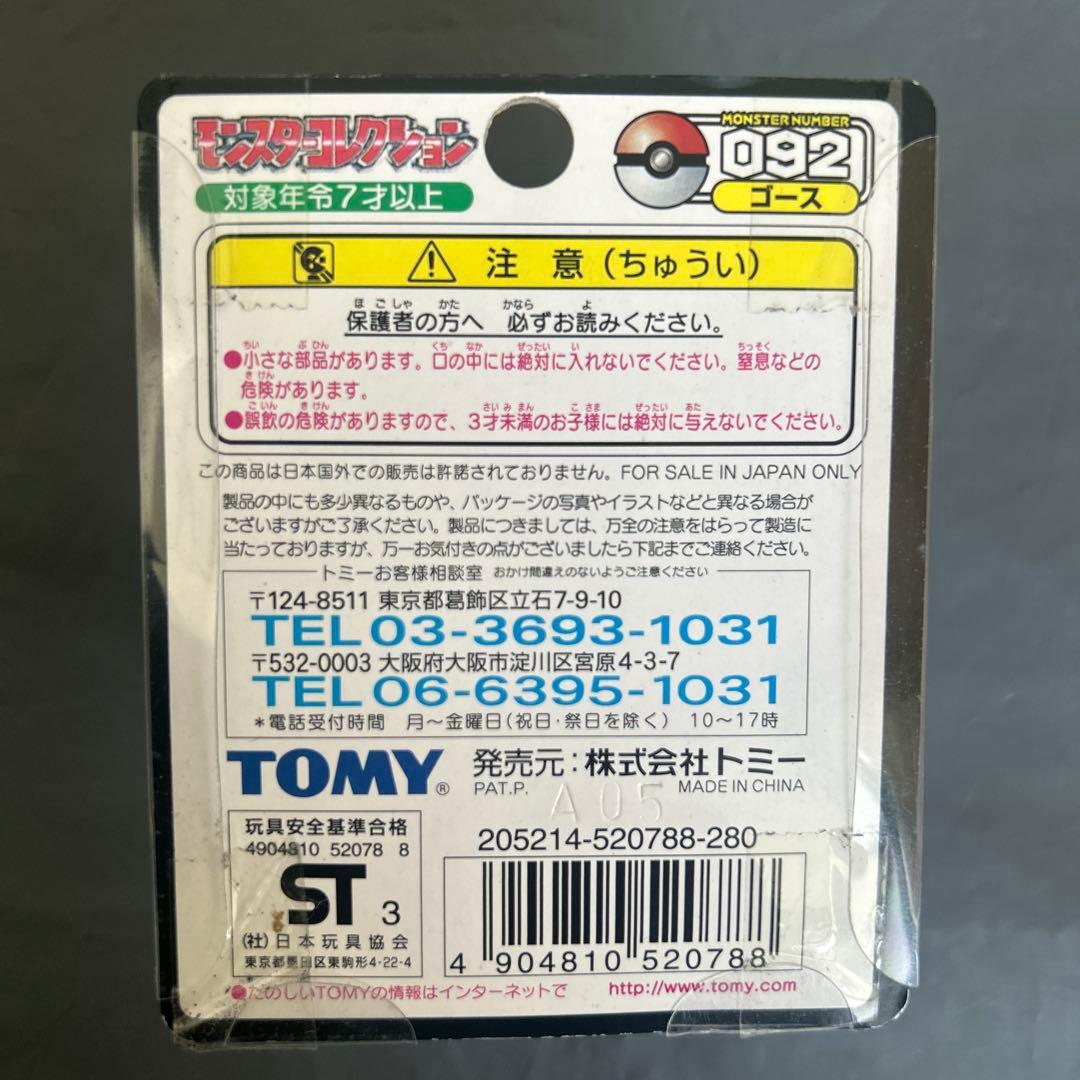 モンスターコレクション
対象年令7才以上
MONSTER NUMBER
092
ゴース
注 意(ちゅうい)
ほごしゃ かた かなら よ
保護者の方へ 必ずお読みください。
ちい ぶひん くち なか ぜったい い ちっそく
●小さな部品があります。口の中には絶対に入れないでください。窒息などの
きけん
危険があります。
ごいん きけん さいみまん こさま ぜったい あた
●誤飲の危険がありますので、3才未満のお子様には絶対に与えないでください。
この商品は日本国外での販売は許諾されておりません。FOR SALE IN JAPAN ONLY
製品の中にも多少異なるものや、パッケージの写真やイラストなどと異なる場合が
ございますがご了承ください。製品につきましては、万全の注意をはらって製造に
当たっておりますが、万一お気付きの点がございましたら下記までご連絡ください。
トミーお客様相談室 おかけ間違えのないようご注意ください
〒124-8511 東京都葛飾区立石7-9-10
TEL 03-3693-1031
〒532-0003 大阪府大阪市淀川区宮原4-3-7
TEL 06-6395-1031
*電話受付時間 月~金曜日(祝日・祭日を除く) 10~17時
TOMY® 発売元:株式会社トミー
PAT.P. MADE IN CHINA
A05
玩具安全基準合格
4904810 52078 8
ST 3
(社)日本玩具協会
東京都墨田区東駒形4-22-4
205214-520788-280
4 904810 520788
●たのしいTOMYの情報はインターネットで http://www.tomy.com